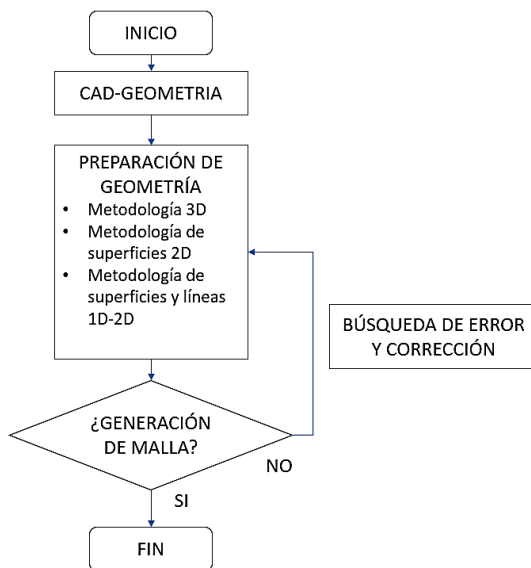 INICIO
CAD-GEOMETRIA
PREPARACIÓN DE
GEOMETRÍA
• Metodología 3D
• Metodología de
superficies 2D
• Metodología de
superficies y líneas
1D-2D
BÚSQUEDA DE ERROR
Y CORRECCIÓN
¿GENERACIÓN
DE MALLA?
NO
SI
FIN